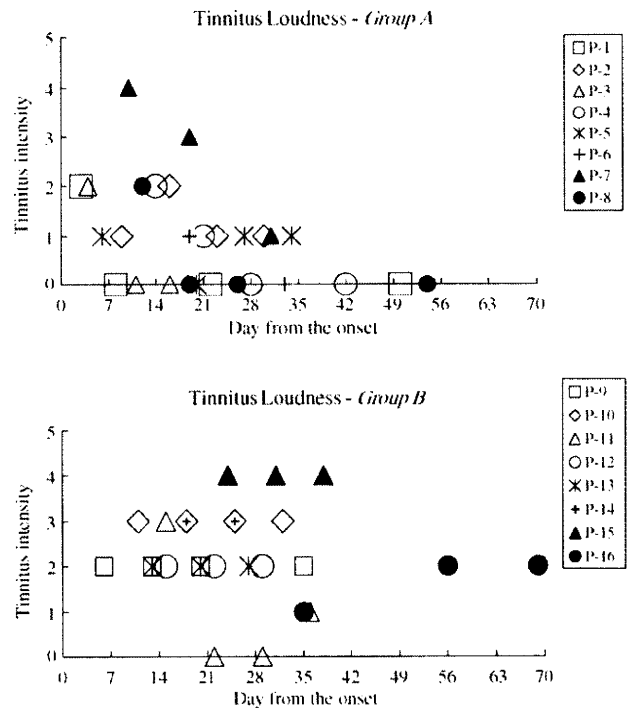 Tinnitus Loudness - Group A
5
4
3
2
1
0
Tinnitus intensity
0 7 14 21 28 35 42 49 56 63 70
Day from the onset
P-1
P-2
P-3
P-4
P-5
P-6
P-7
P-8
Tinnitus Loudness - Group B
5
4
3
2
1
0
Tinnitus intensity
0 7 14 21 28 35 42 49 56 63 70
Day from the onset
P-9
P-10
P-11
P-12
P-13
P-14
P-15
P-16